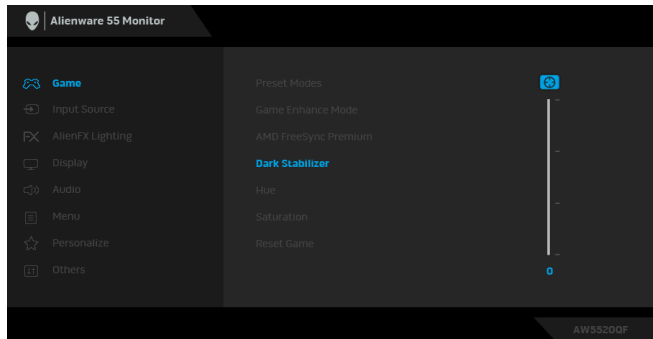 Alienware 55 Monitor
Game
Input Source
AlienFX Lighting
Display
Audio
Menu
Personalize
Others
Preset Modes
Game Enhance Mode
AMD FreeSync Premium
Dark Stabilizer
Hue
Saturation
Reset Game
0
AW5520QF